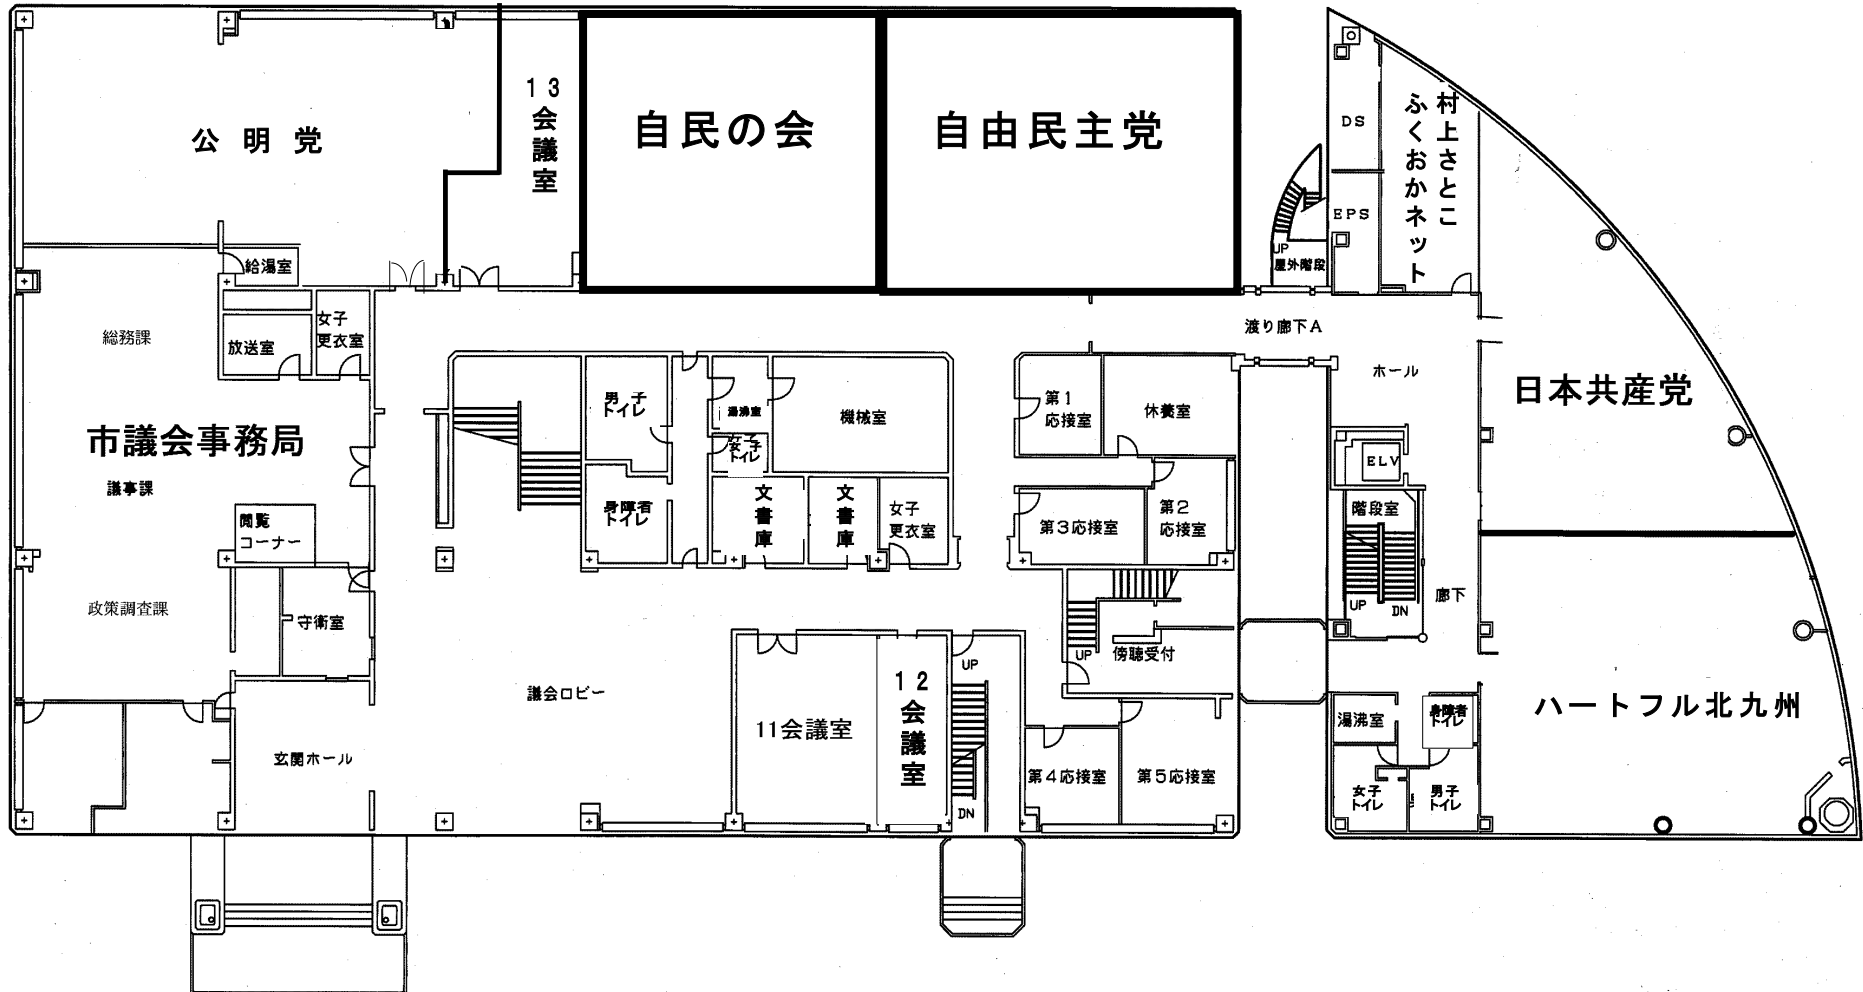 公明党
13会議室
自民の会
自由民主党
DS
EPS
村上さとこ
ふくおかネット
UP
屋外階段
給湯室
総務課
放送室
女子
更衣室
渡り廊下A
ホール
日本共産党
市議会事務局
議事課
閲覧
コーナー
男子
トイレ
身障者
トイレ
湯沸室
女子
トイレ
機械室
文書庫
文書庫
女子
更衣室
第1
応接室
休養室
第3応接室
第2
応接室
ELV
階段室
UP
DN
廊下
政策調査課
守衛室
UP
傍聴受付
議会ロビー
玄関ホール
11会議室
12会議室
UP
DN
第4応接室
第5応接室
湯沸室
身障者
トイレ
女子
トイレ
男子
トイレ
ハートフル北九州